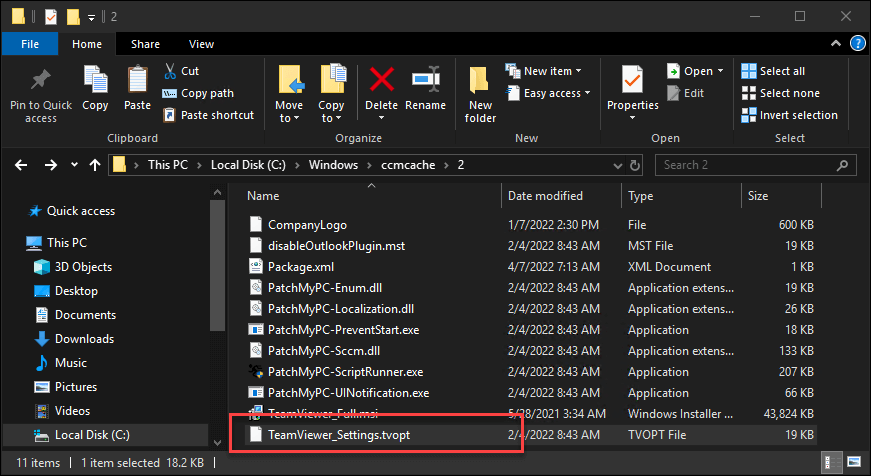 2
File Home Share View
Pin to Quick access
Copy
Paste
Cut
Copy path
Paste shortcut
Clipboard
Move to
Copy to
Delete
Rename
Organize
New folder
New item
Easy access
New
Properties
Open
Edit
Open
Select all
Select none
Invert selection
Select
This PC > Local Disk (C:) > Windows > ccmcache > 2
Search 2
Quick access
This PC
3D Objects
Desktop
Documents
Downloads
Music
Pictures
Videos
Local Disk (C:)
Name Date modified Type Size
CompanyLogo 1/7/2022 2:30 PM File 600 KB
disableOutlookPlugin.mst 2/4/2022 8:43 AM MST File 19 KB
Package.xml 4/7/2022 7:13 AM XML Document 1 KB
PatchMyPC-Enum.dll 2/4/2022 8:43 AM Application extens... 19 KB
PatchMyPC-Localization.dll 2/4/2022 8:43 AM Application extens... 26 KB
PatchMyPC-PreventStart.exe 2/4/2022 8:43 AM Application 18 KB
PatchMyPC-Sccm.dll 2/4/2022 8:43 AM Application extens... 133 KB
PatchMyPC-ScriptRunner.exe 2/4/2022 8:43 AM Application 207 KB
PatchMyPC-UINotification.exe 2/4/2022 8:43 AM Application 66 KB
TeamViewer_Full.msi 5/28/2021 3:34 AM Windows Installer ... 43,824 KB
TeamViewer_Settings.tvopt 2/4/2022 8:43 AM TVOPT File 19 KB
11 items 1 item selected 18.2 KB